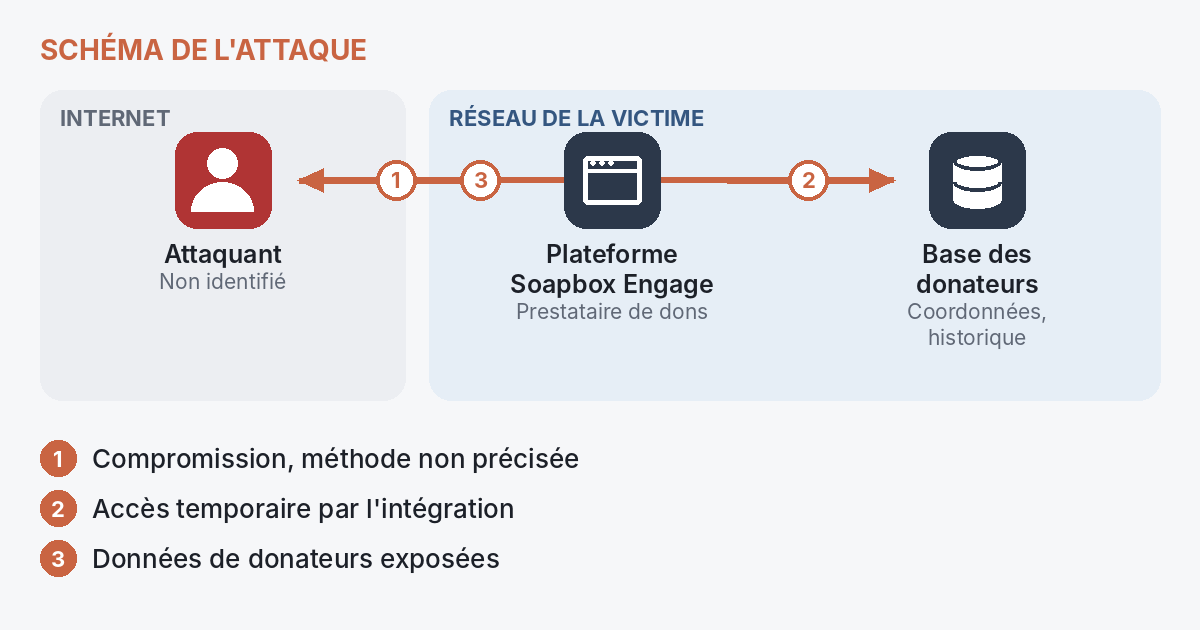 SCHÉMA DE L'ATTAQUE
INTERNET
RÉSEAU DE LA VICTIME
1
3
2
Attaquant
Non identifié
Plateforme
Soapbox Engage
Prestataire de dons
Base des
donateurs
Coordonnées,
historique
1 Compromission, méthode non précisée
2 Accès temporaire par l'intégration
3 Données de donateurs exposées